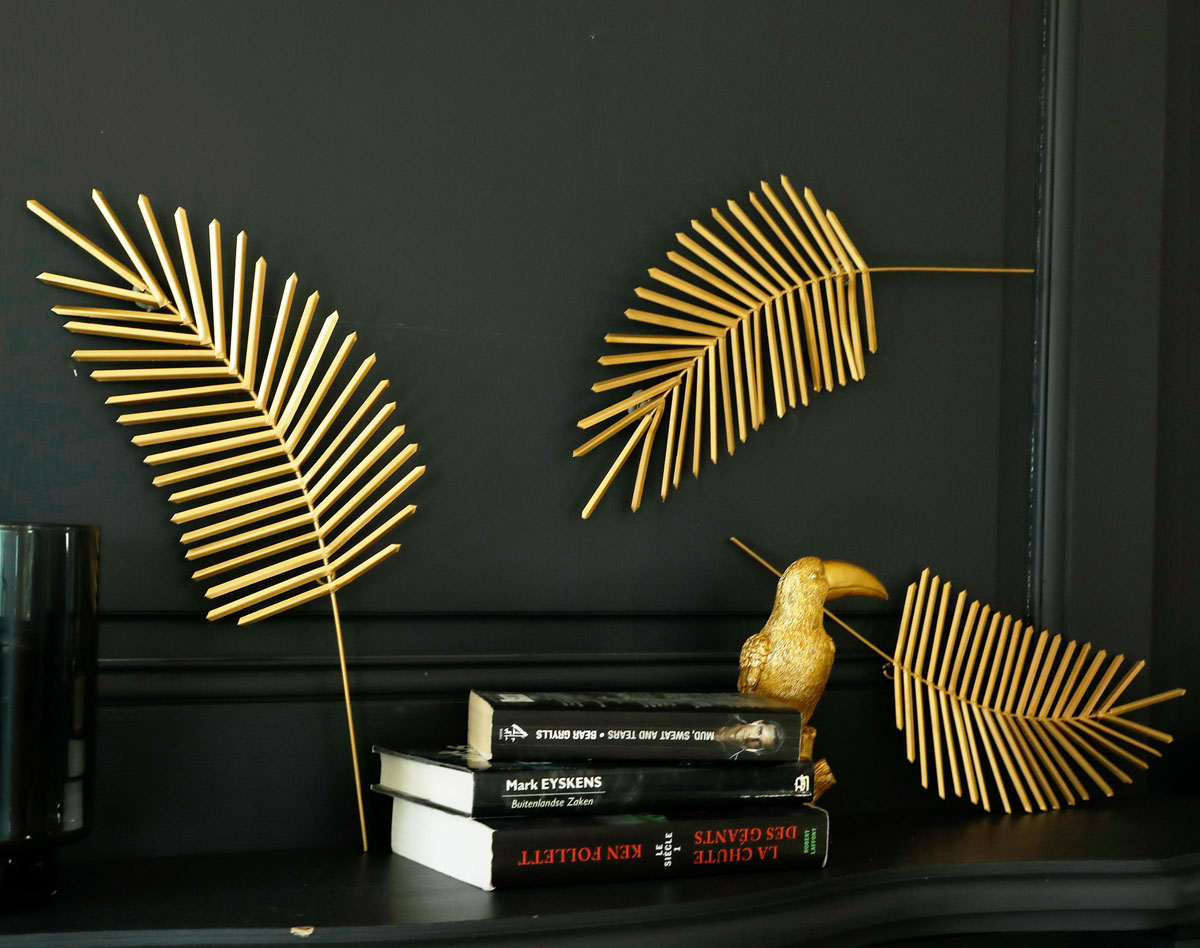 MUD, SWEAT AND TEARS • BEAR GRYLLS
Mark EYSKENS
Buitenlandse Zaken
KEN FOLLETT
LE
SIÈCLE
1
LA CHUTE
DES GÉANTS
ROBERT
LAFFONT